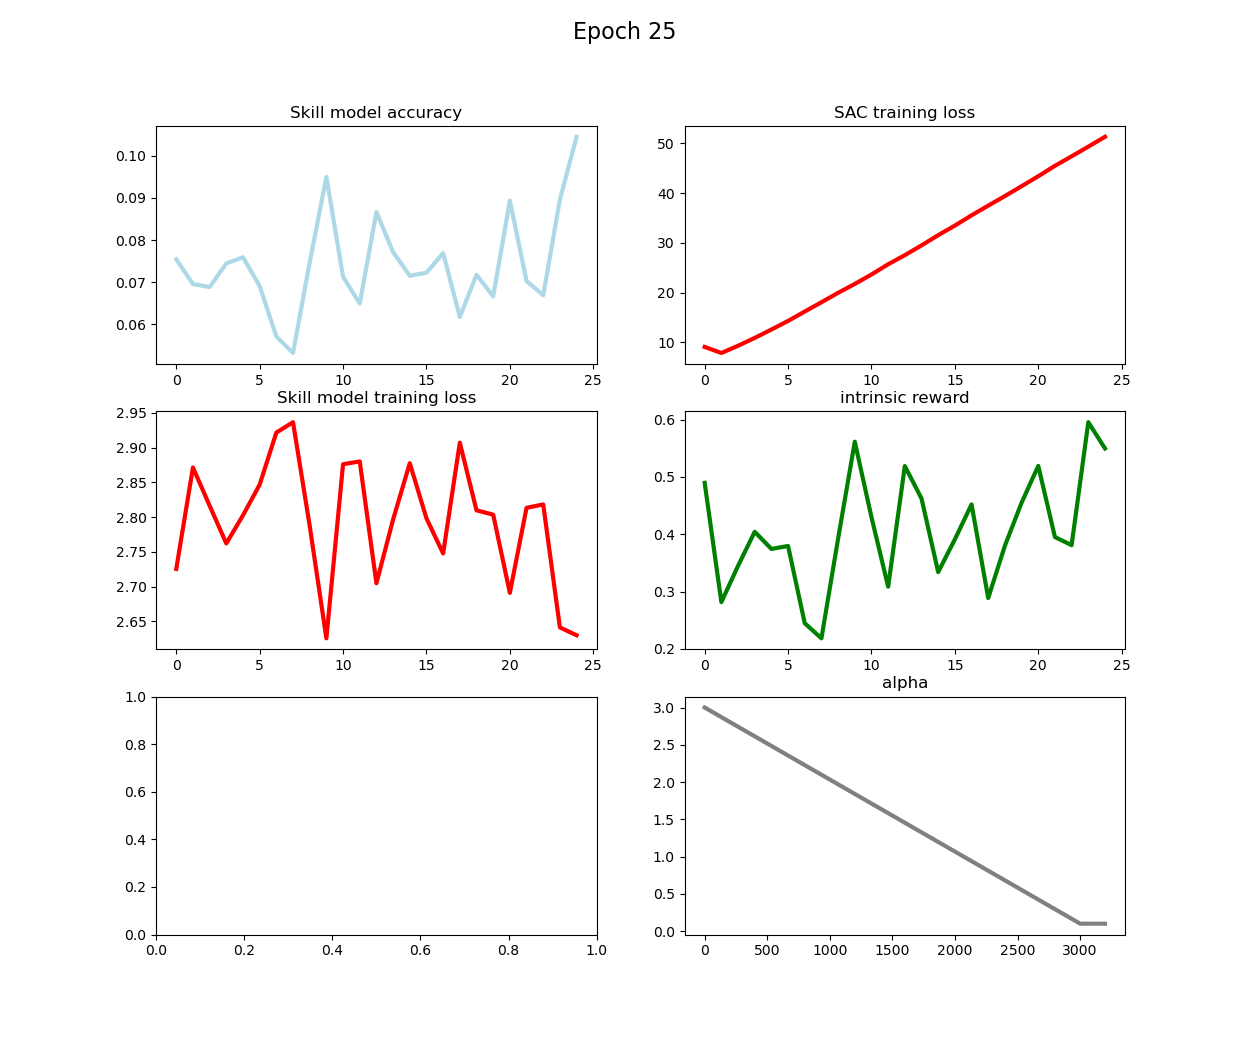 Epoch 25
Skill model accuracy
0.10
0.09
0.08
0.07
0.06
0 5 10 15 20 25
SAC training loss
50
40
30
20
10
0 5 10 15 20 25
Skill model training loss
2.95
2.90
2.85
2.80
2.75
2.70
2.65
0 5 10 15 20 25
intrinsic reward
0.6
0.5
0.4
0.3
0.2
0 5 10 15 20 25
1.0
0.8
0.6
0.4
0.2
0.0
0.0 0.2 0.4 0.6 0.8 1.0
alpha
3.0
2.5
2.0
1.5
1.0
0.5
0.0
0 500 1000 1500 2000 2500 3000